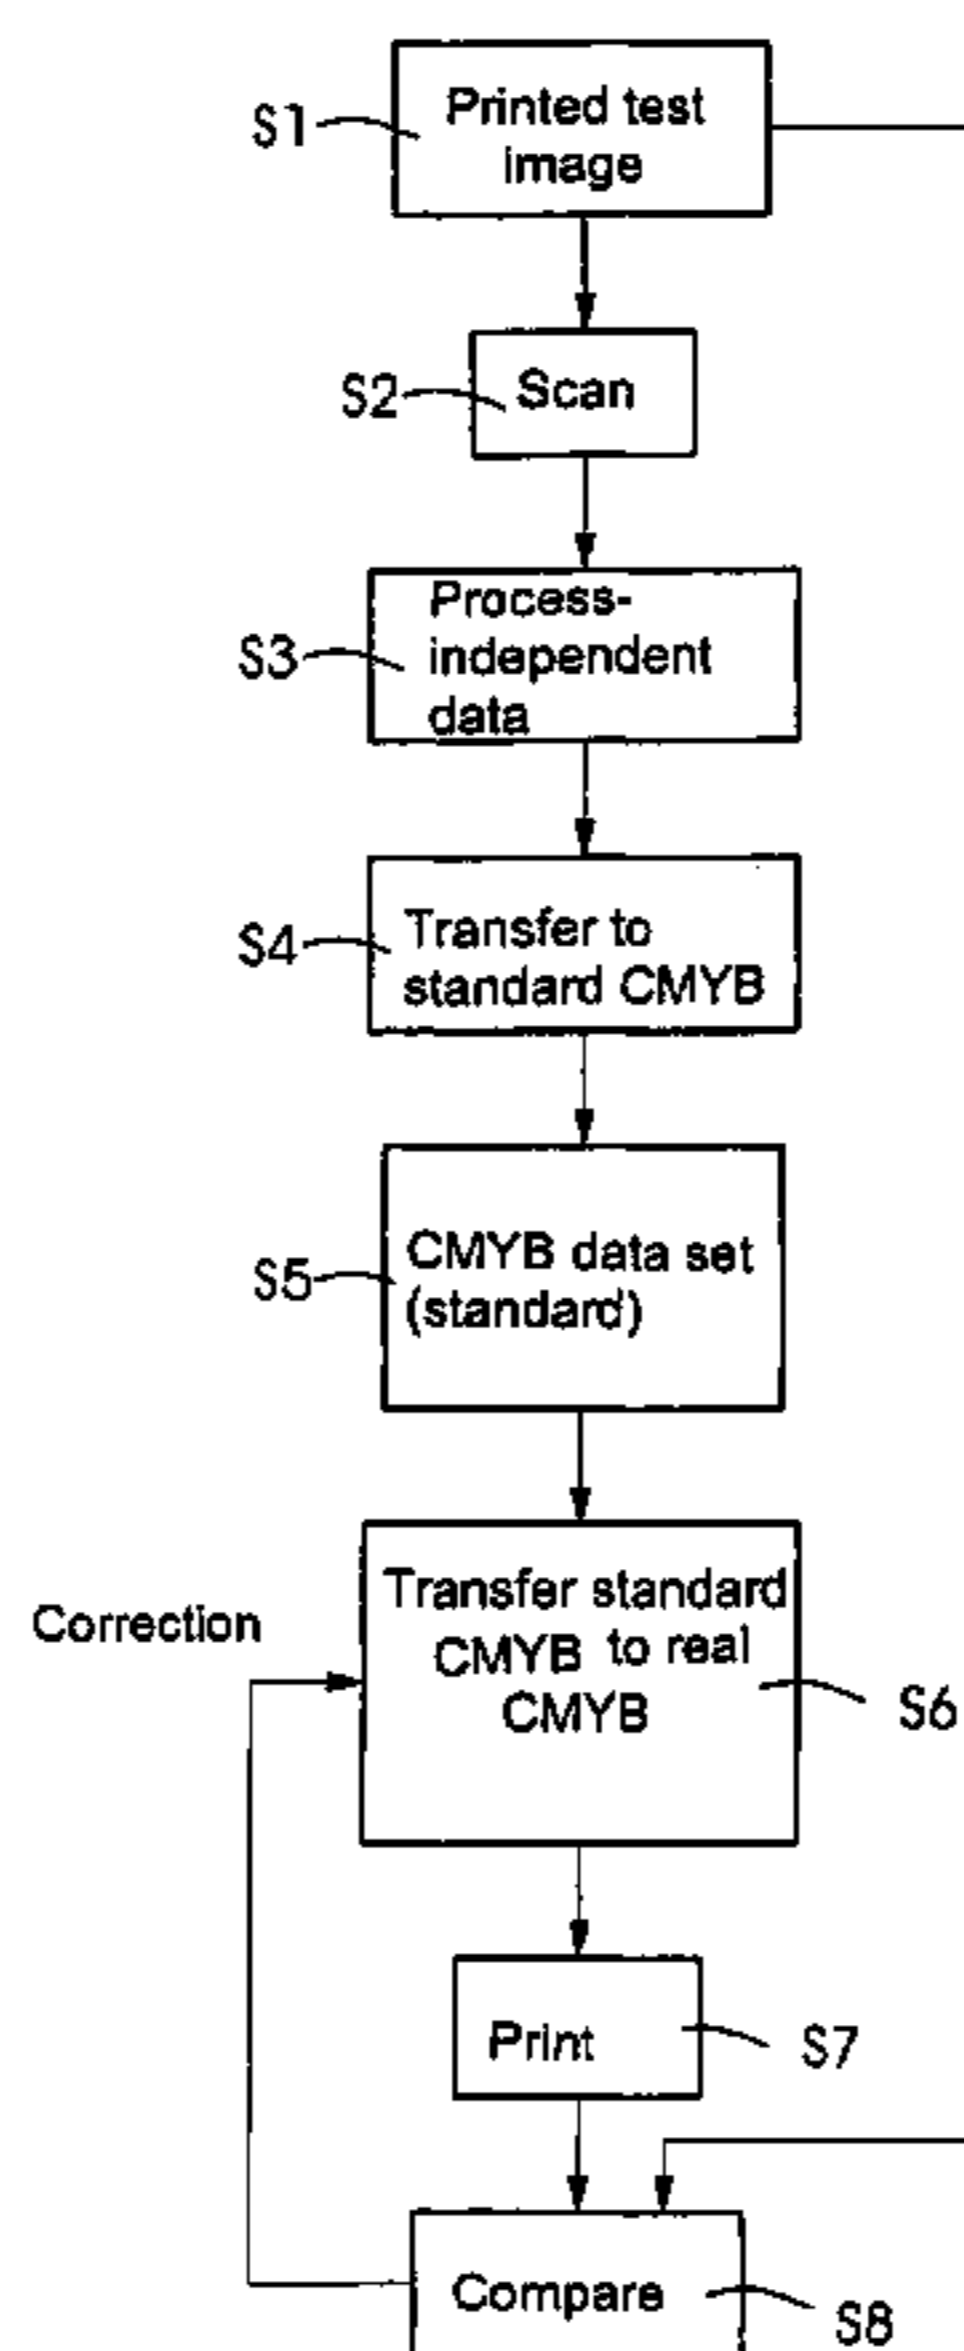 S1
Printed test
image
S2
Scan
S3
Process-
independent
data
S4
Transfer to
standard CMYB
S5
CMYB data set
(standard)
Correction
Transfer standard
CMYB to real
CMYB
S6
Print
S7
Compare
S8